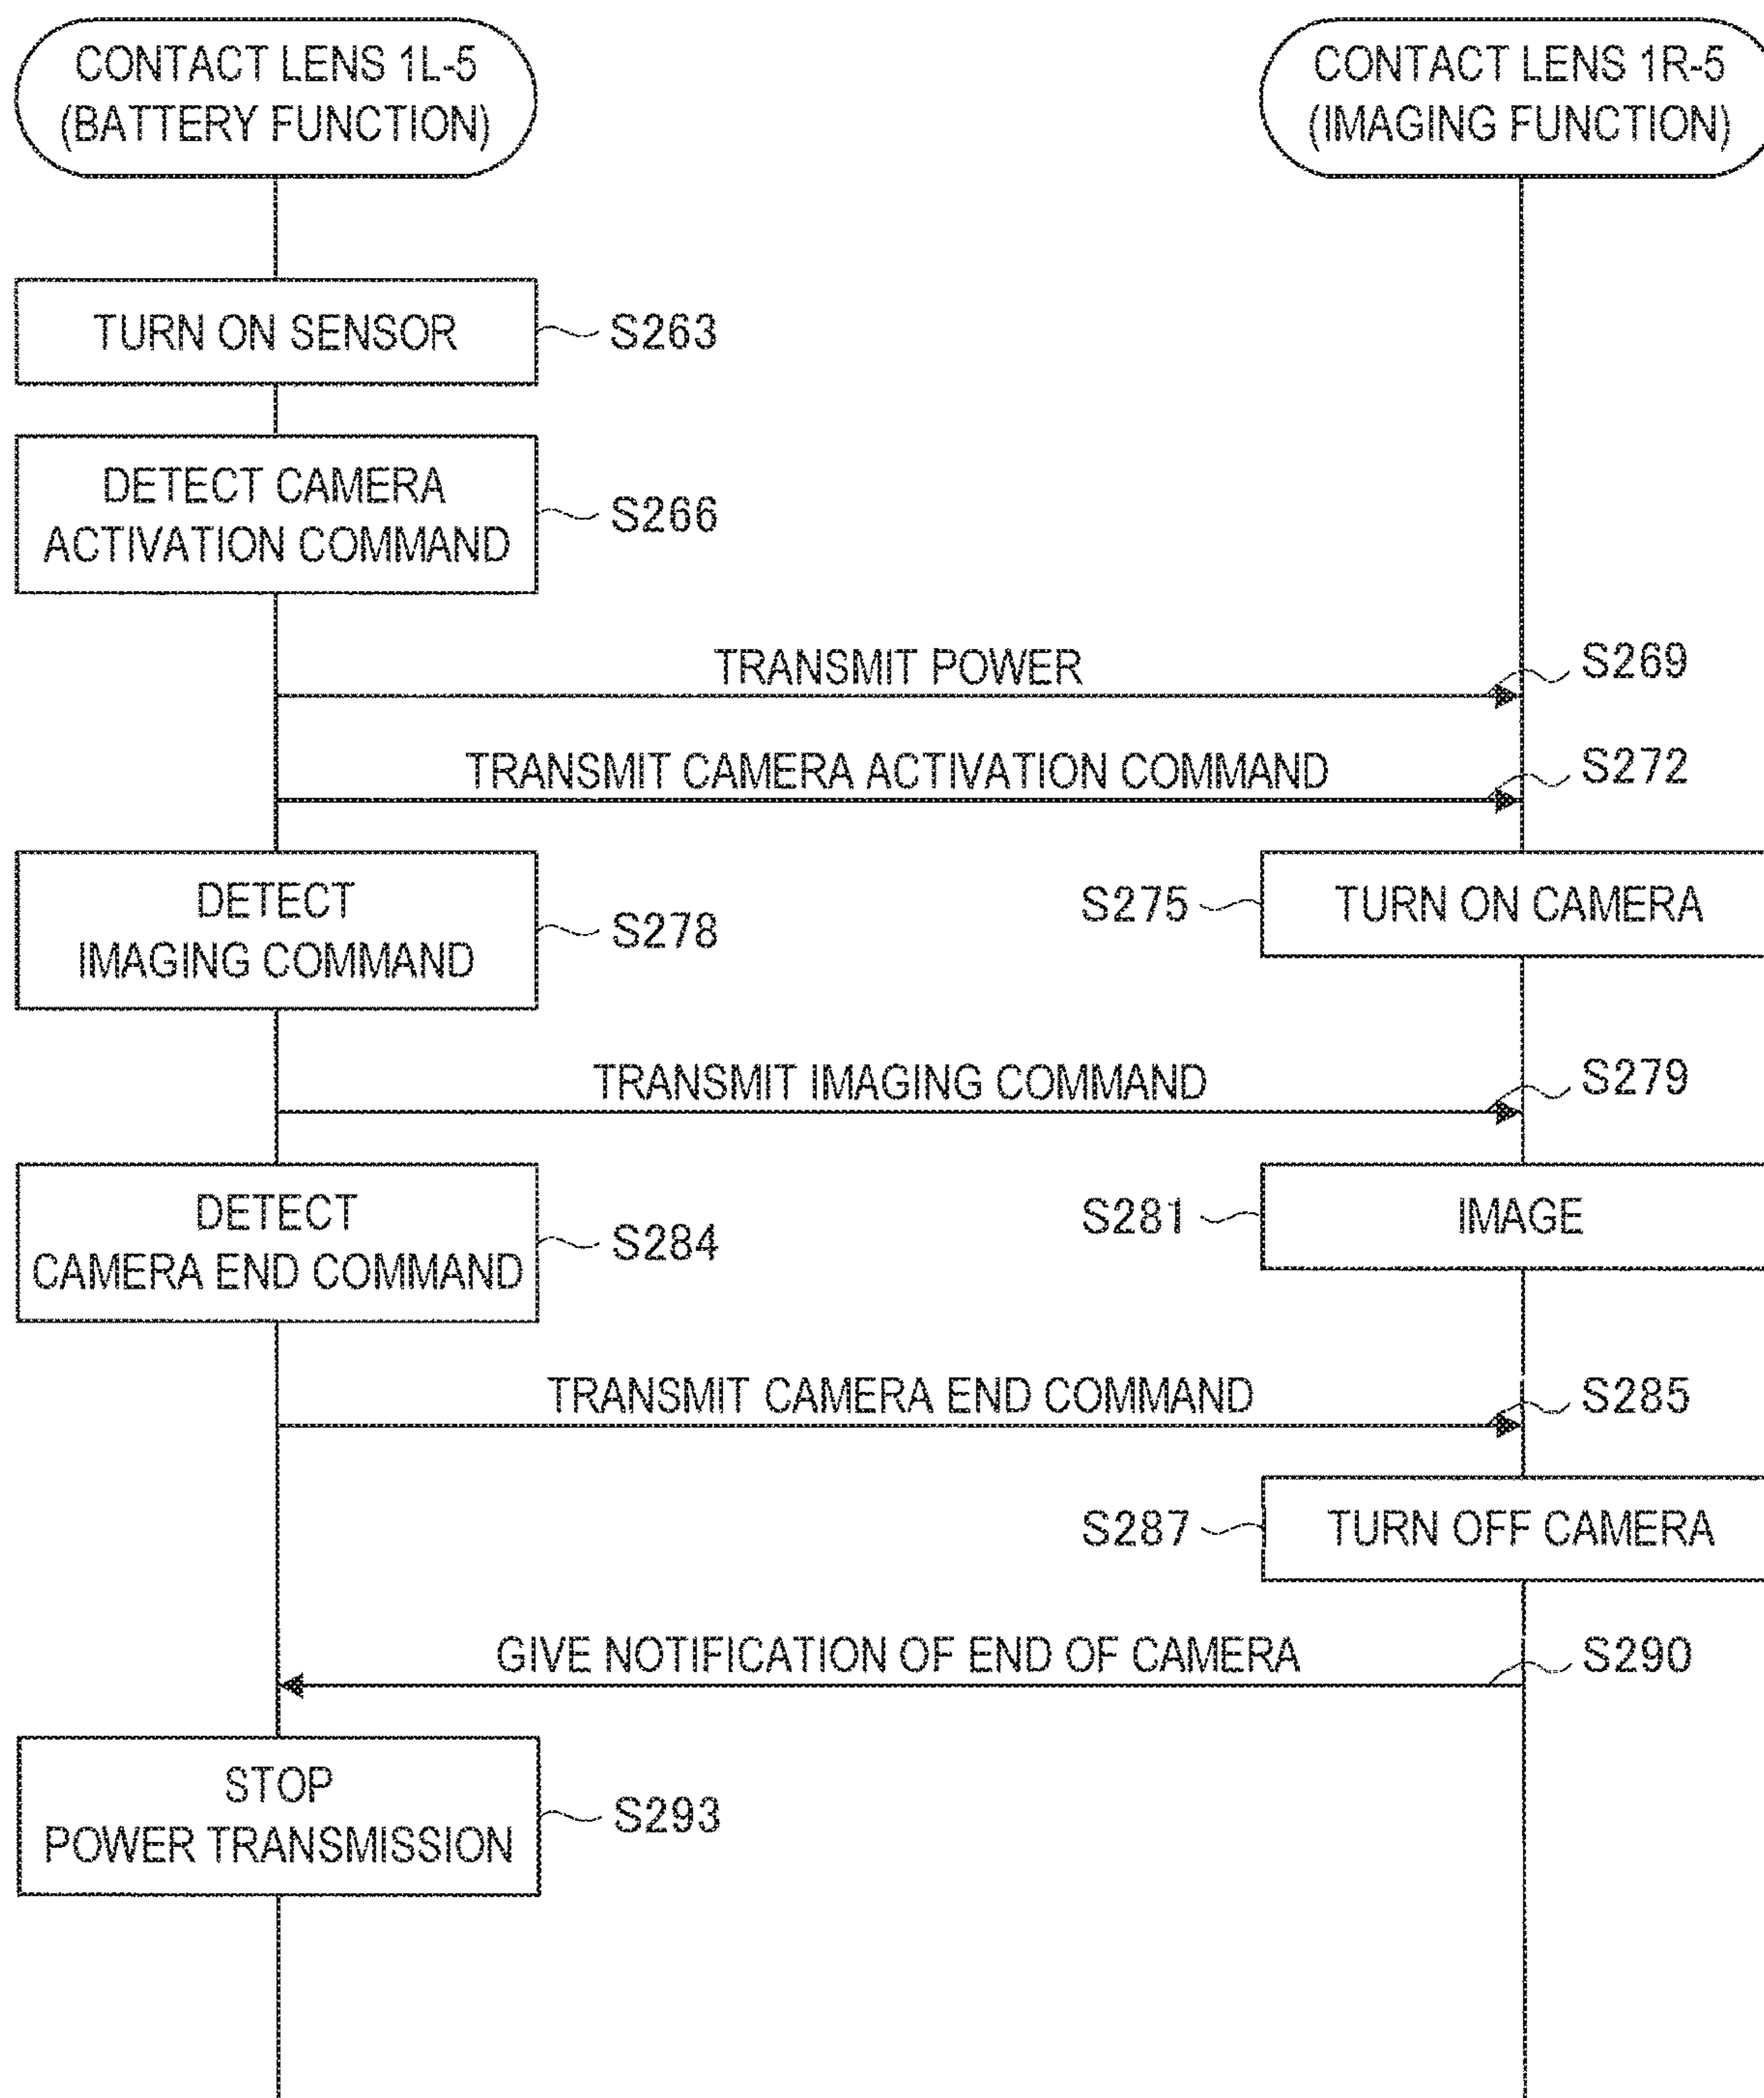 CONTACT LENS 1L-5
(BATTERY FUNCTION)
CONTACT LENS 1R-5
(IMAGING FUNCTION)
TURN ON SENSOR
S263
DETECT CAMERA
ACTIVATION COMMAND
S266
TRANSMIT POWER
S269
TRANSMIT CAMERA ACTIVATION COMMAND
S272
DETECT
IMAGING COMMAND
S278
S275
TURN ON CAMERA
TRANSMIT IMAGING COMMAND
S279
DETECT
CAMERA END COMMAND
S284
S281
IMAGE
TRANSMIT CAMERA END COMMAND
S285
S287
TURN OFF CAMERA
GIVE NOTIFICATION OF END OF CAMERA
S290
STOP
POWER TRANSMISSION
S293